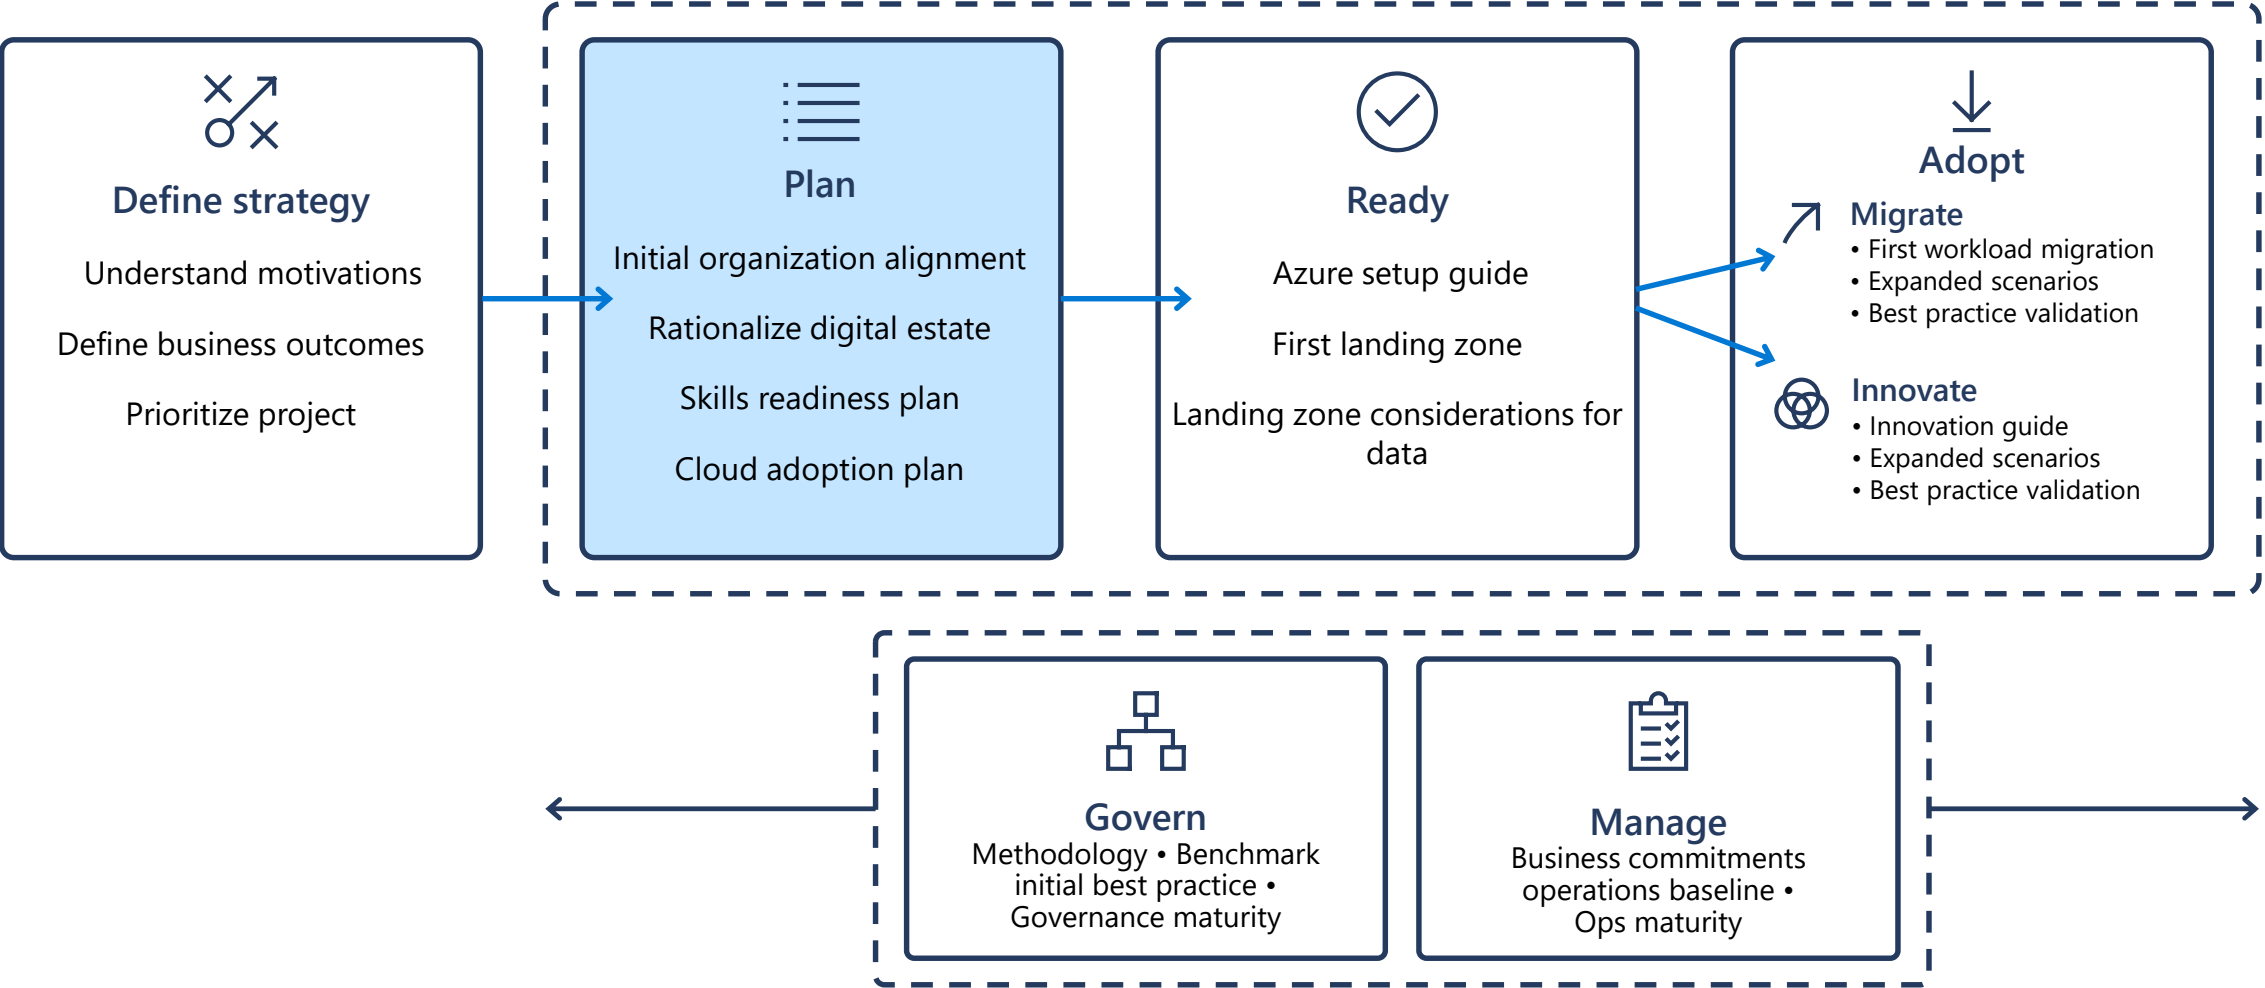 Define strategy
Understand motivations
Define business outcomes
Prioritize project
Plan
Initial organization alignment
Rationalize digital estate
Skills readiness plan
Cloud adoption plan
Ready
Azure setup guide
First landing zone
Landing zone considerations for
data
Adopt
Migrate
• First workload migration
• Expanded scenarios
• Best practice validation
Innovate
• Innovation guide
• Expanded scenarios
• Best practice validation
Govern
Methodology • Benchmark
initial best practice •
Governance maturity
Manage
Business commitments
operations baseline •
Ops maturity